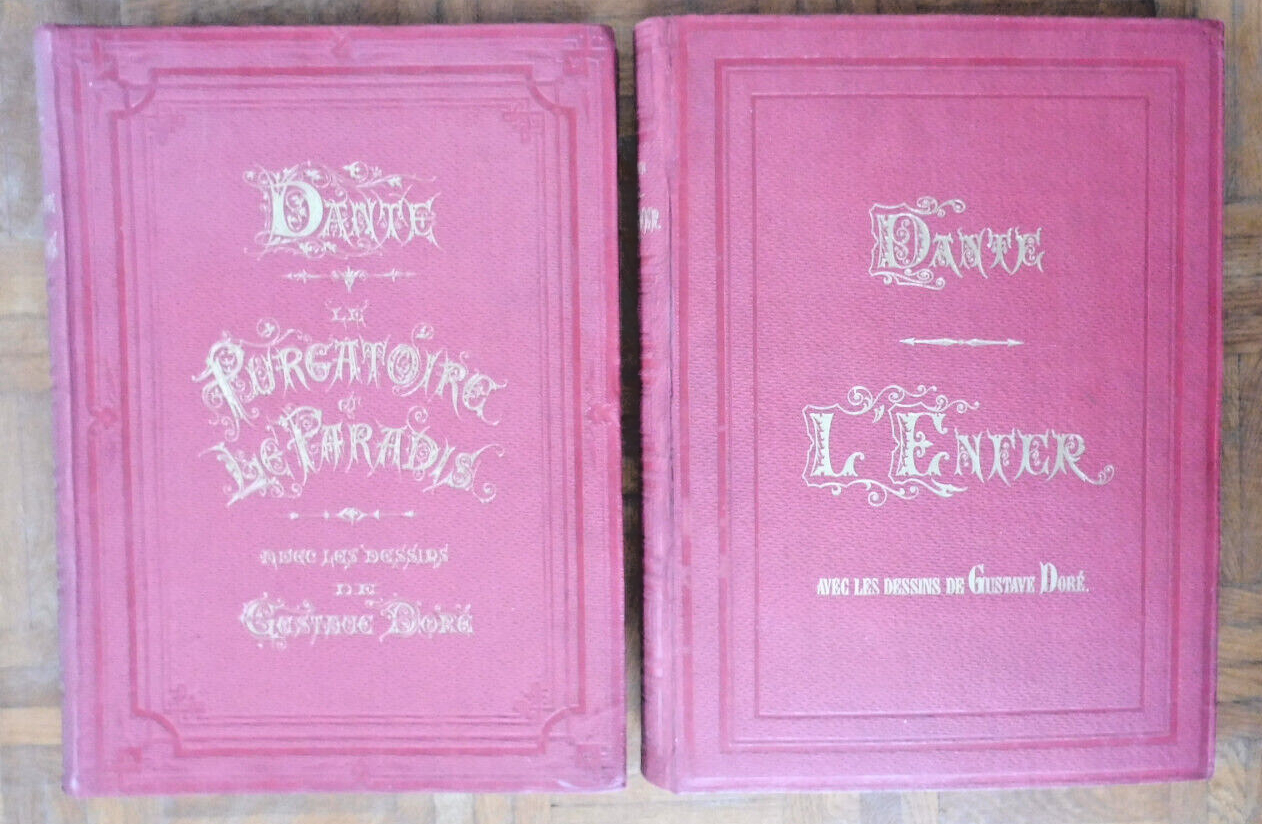 DANTE
LE
PURGATOIRE
&
LE PARADIS
AVEC LES DESSINS
DE
GUSTAVE DORÉ
DANTE
L'ENFER
AVEC LES DESSINS DE GUSTAVE DORÉ.